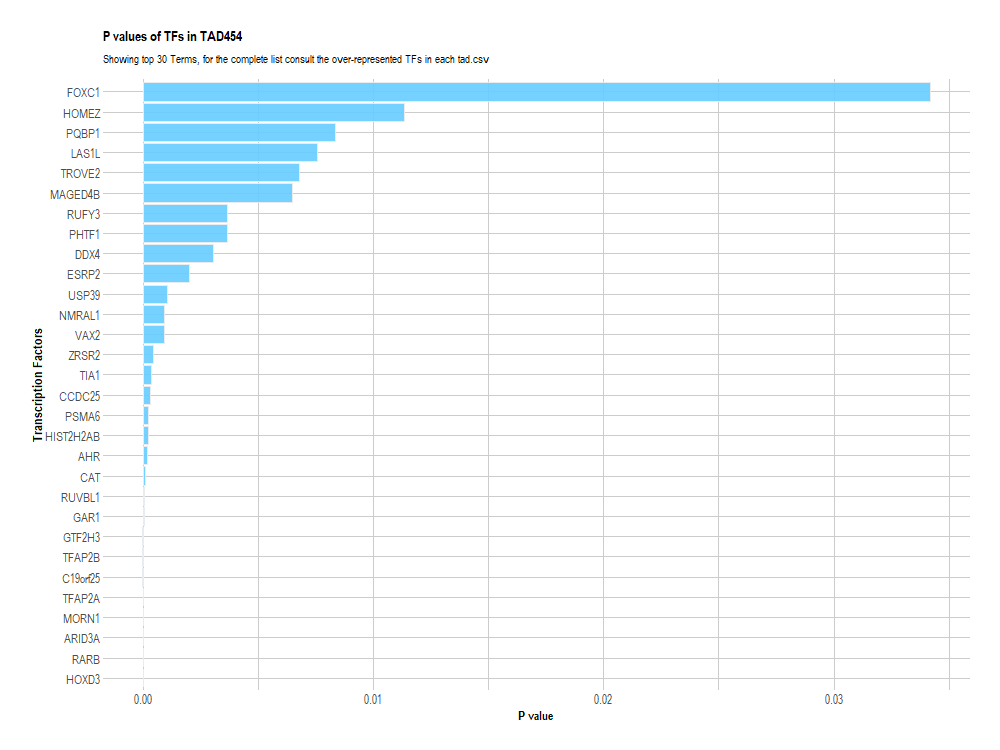 P values of TFs in TAD454
Showing top 30 Terms, for the complete list consult the over-represented TFs in each tad.csv
Transcription Factors
FOXC1
HOMEZ
PQBP1
LAS1L
TROVE2
MAGED4B
RUFY3
PHTF1
DDX4
ESRP2
USP39
NMRAL1
VAX2
ZRSR2
TIA1
CCDC25
PSMA6
HIST2H2AB
AHR
CAT
RUVBL1
GAR1
GTF2H3
TFAP2B
C19orf25
TFAP2A
MORN1
ARID3A
RARB
HOXD3
0.00 0.01 0.02 0.03
P value